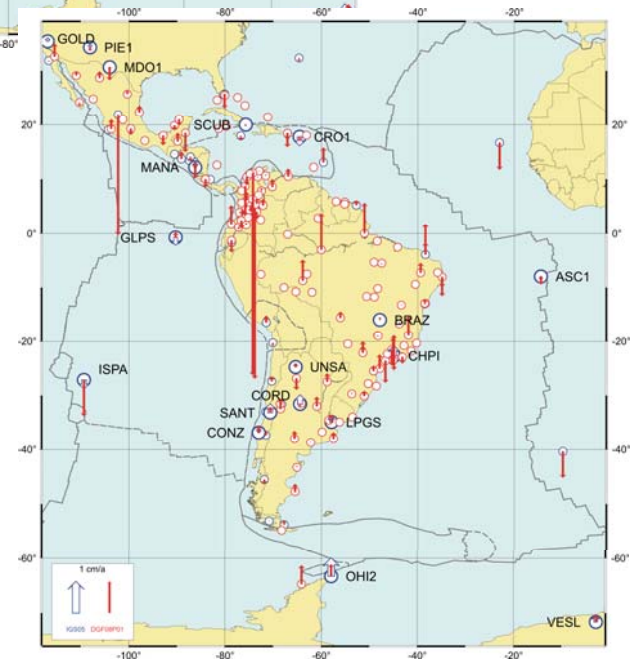 -80°
-100° -80° -60° -40° -20°
GOLD
PIE1
MDO1
20° 20°
SCUB
CRO1
MANA
0° 0°
GLPS
ASC1
BRAZ
-20° -20°
CHPI
ISPA
UNSA
CORD
SANT
LPGS
CONZ
-40° -40°
-60° -60°
OHI2
1 cm/a
IGS05 DGF08P01
VESL
-100° -80° -60° -40° -20°